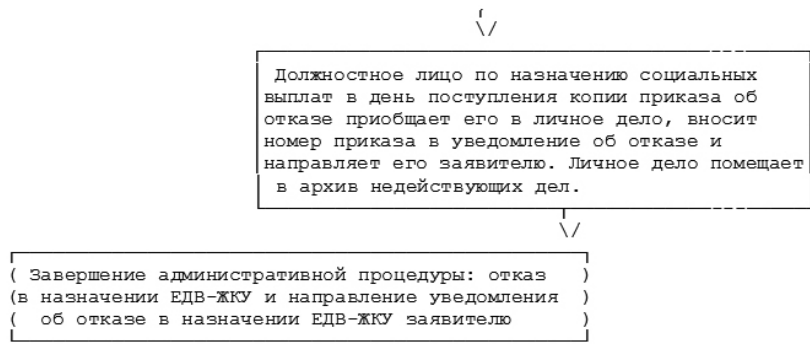 Должностное лицо по назначению социальных
выплат в день поступления копии приказа об
отказе приобщает его в личное дело, вносит
номер приказа в уведомление об отказе и
направляет его заявителю. Личное дело помещает
в архив недействующих дел.
Завершение административной процедуры: отказ
в назначении ЕДВ-ЖКУ и направление уведомления
об отказе в назначении ЕДВ-ЖКУ заявителю